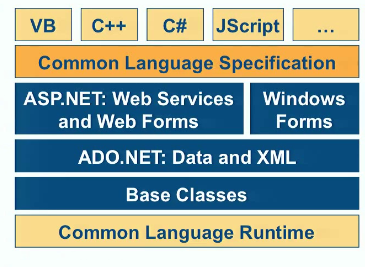 VB C++ C# JScript ...
Common Language Specification
ASP.NET: Web Services Windows
and Web Forms Forms
ADO.NET: Data and XML
Base Classes
Common Language Runtime